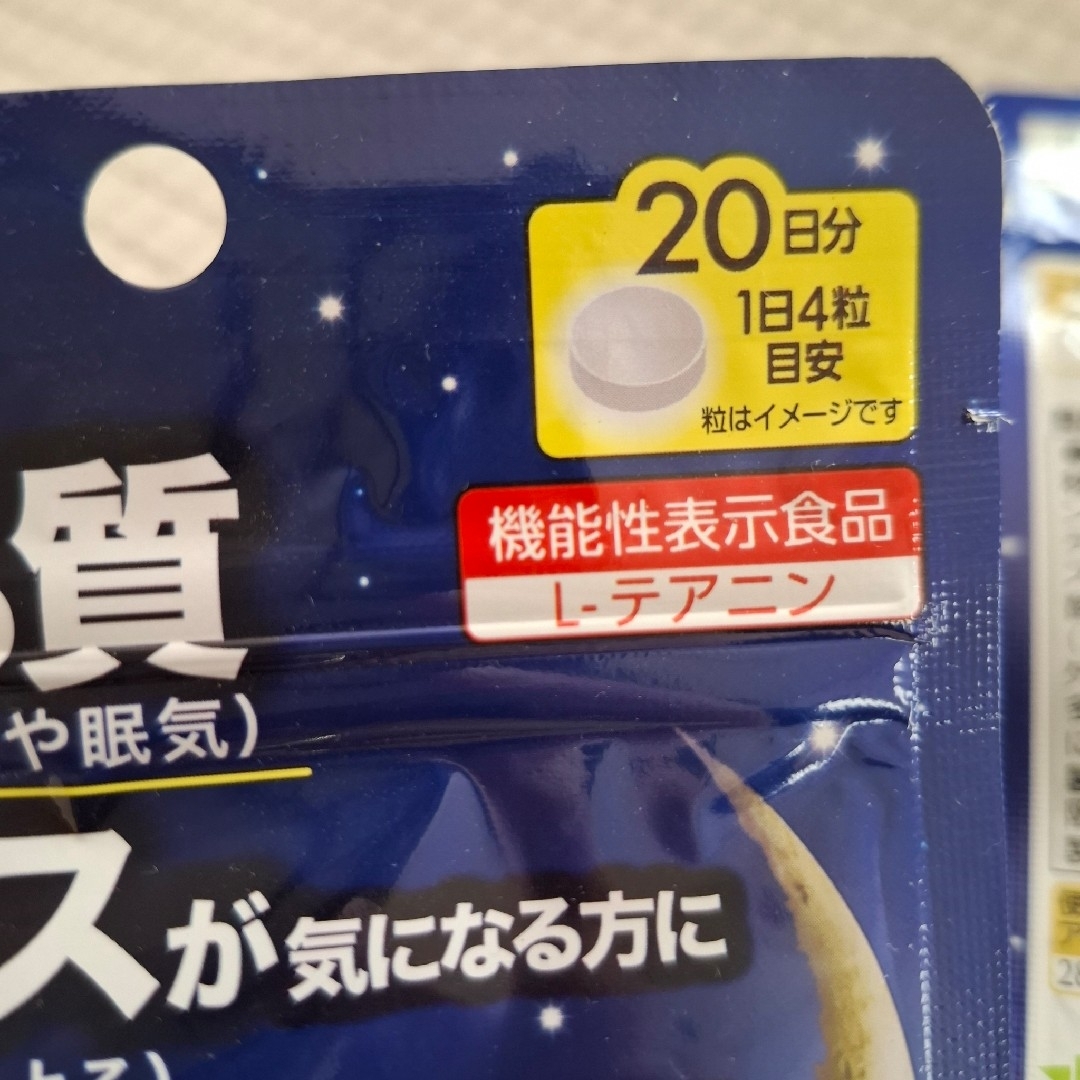 20日分
1日4粒
目安
粒はイメージです
機能性表示食品
L-テアニン
質
や眠気)
スが気になる方に
よる)